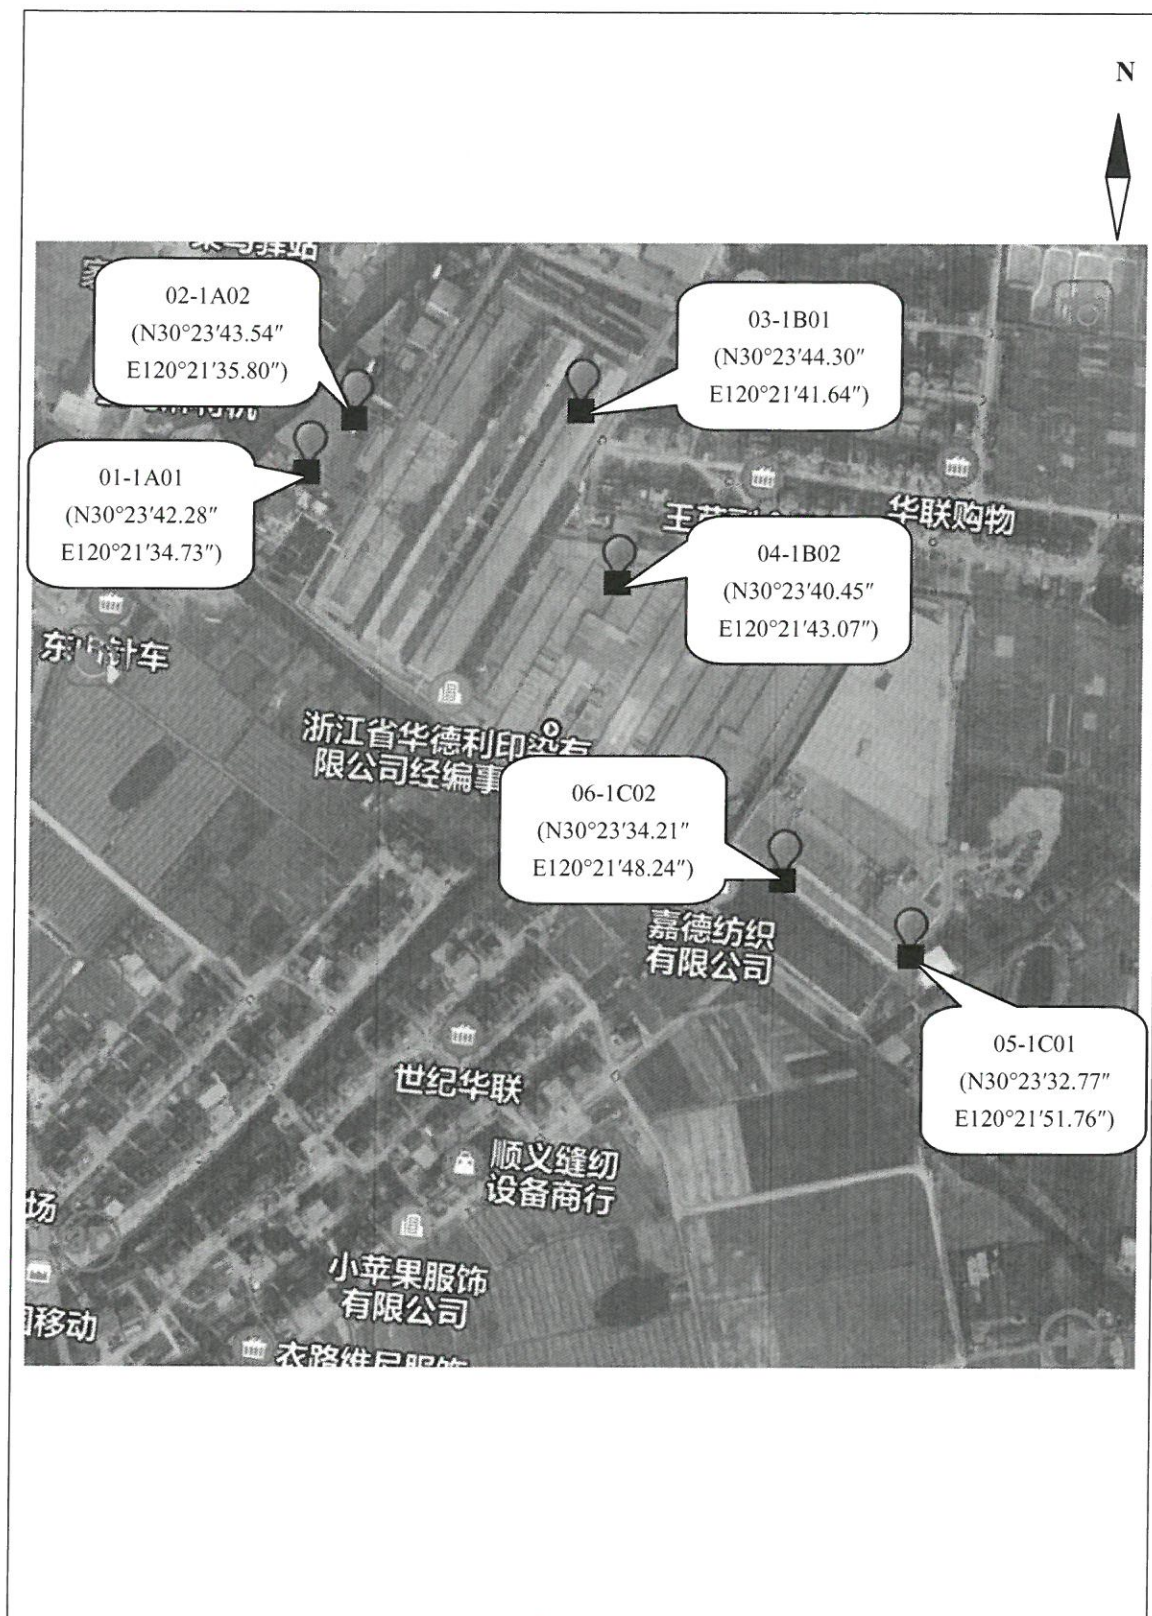 N
02-1A02
(N30°23′43.54″
E120°21′35.80″)
03-1B01
(N30°23′44.30″
E120°21′41.64″)
01-1A01
(N30°23′42.28″
E120°21′34.73″)
华联购物
04-1B02
(N30°23′40.45″
E120°21′43.07″)
浙江省华德利印染有
限公司经编事
06-1C02
(N30°23′34.21″
E120°21′48.24″)
嘉德纺织
有限公司
05-1C01
(N30°23′32.77″
E120°21′51.76″)
世纪华联
顺义缝纫
设备商行
场
小苹果服饰
有限公司
移动